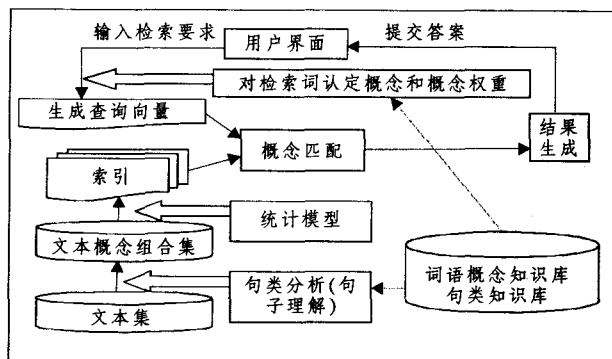 输入检索要求
用户界面
提交答案
对检索词认定概念和概念权重
生成查询向量
结果
生成
概念匹配
索引
统计模型
文本概念组合集
词语概念知识库
句类知识库
句类分析(句
子理解)
文本集